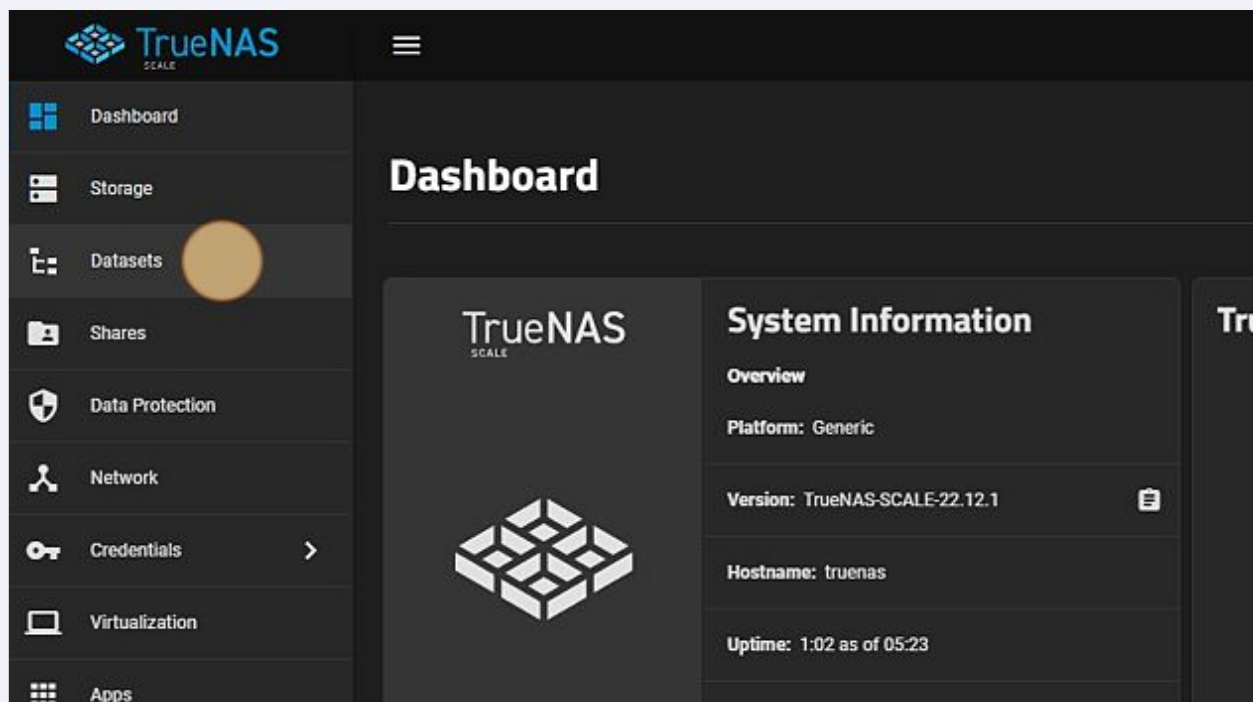 TrueNAS
SCALE
Dashboard
Storage
Datasets
Shares
Data Protection
Network
Credentials
Virtualization
Apps
Dashboard
TrueNAS
SCALE
System Information
Overview
Platform: Generic
Version: TrueNAS-SCALE-22.12.1
Hostname: truenas
Uptime: 1:02 as of 05:23